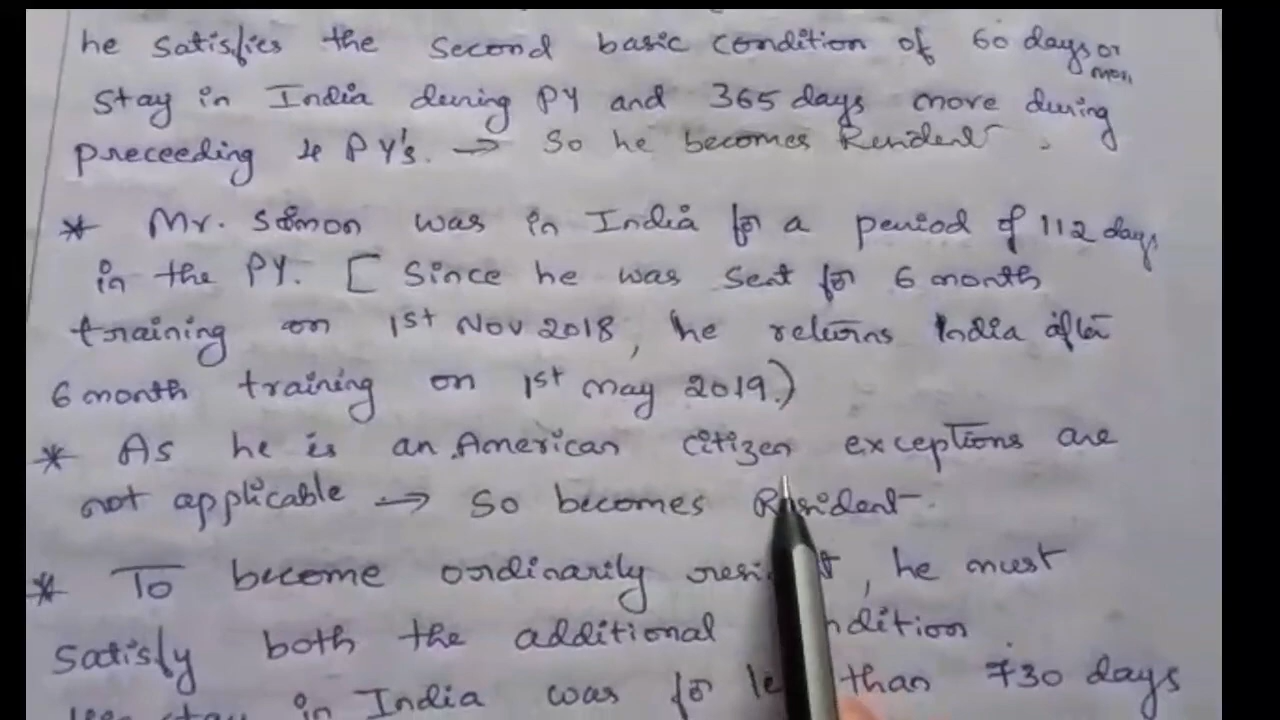 he satisfies the second basic condition of 60 days or more
stay in India during PY and 365 days more during
preceeding 4 PY's. → So he becomes Resident.
* Mr. Simon was in India for a period of 112 days
in the PY. [Since he was sent for 6 month
training on 1st Nov 2018, he returns India after
6 month training on 1st may 2019.)
* As he is an American citizen exceptions are
not applicable → So becomes Resident.
* To become ordinarily resident, he must
satisfy both the additional condition
stay in India was for less than 730 days